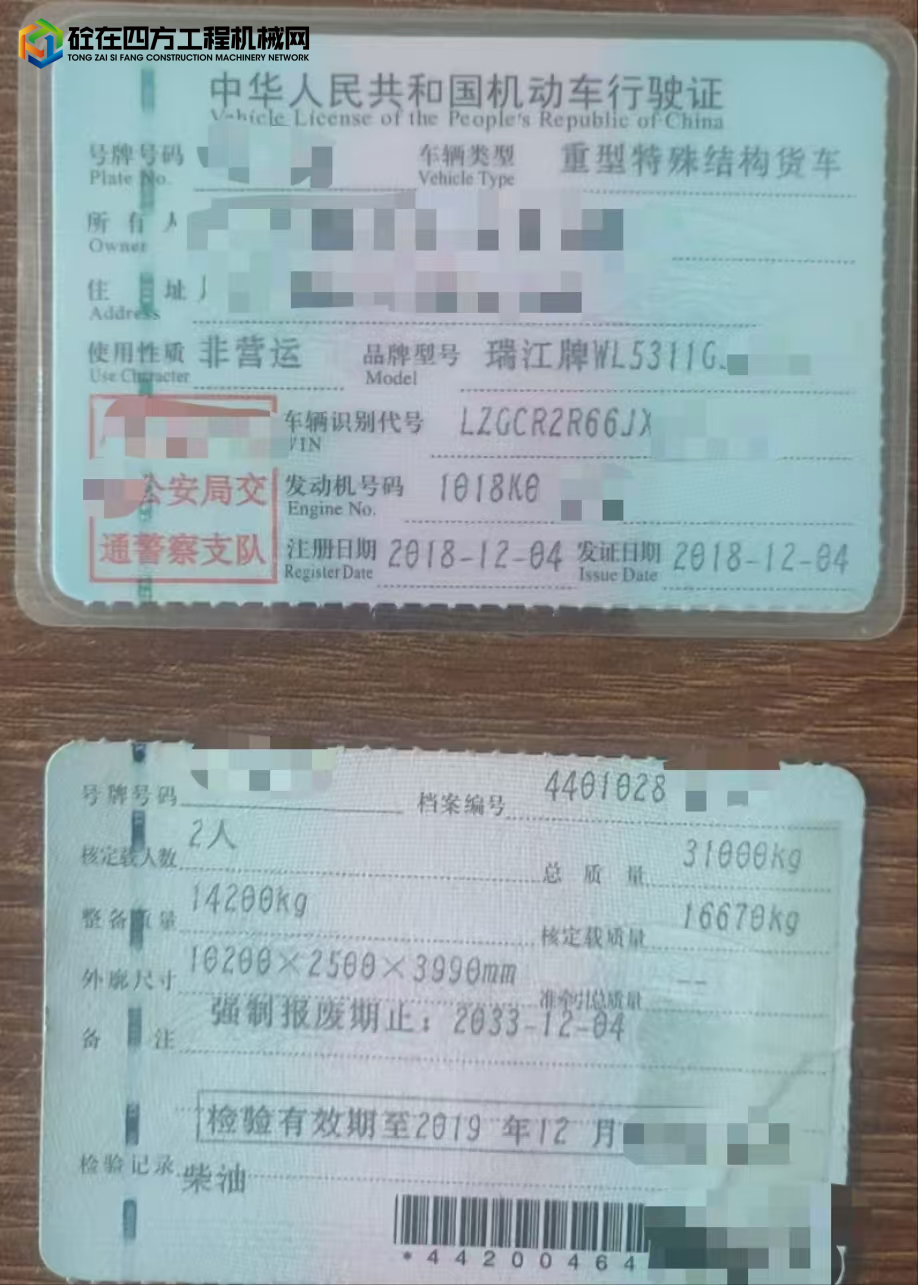 砼在四方工程机械网
TONG ZAI SI FANG CONSTRUCTION MACHINERY NETWORK
中华人民共和国机动车行驶证
Vehicle License of the People's Republic of China
号牌号码 车辆类型 重型特殊结构货车
Plate No. Vehicle Type
所有人
Owner
住址
Address
使用性质 非营运 品牌型号 瑞江牌WL5311G
Use Character Model
车辆识别代号 LZGCR2R66JX
VIN
公安局交
通警察支队
发动机号码 1018K0
Engine No.
注册日期 2018-12-04 发证日期 2018-12-04
Register Date Issue Date
号牌号码 档案编号 4401028
核定载人数 2人 总质量 31000kg
整备质量 14200kg 核定载质量 16670kg
外廓尺寸 10200×2500×3990mm 准牵引总质量 --
备注 强制报废期止：2033-12-04
检验有效期至2019 年12 月
检验记录 柴油
*44200464